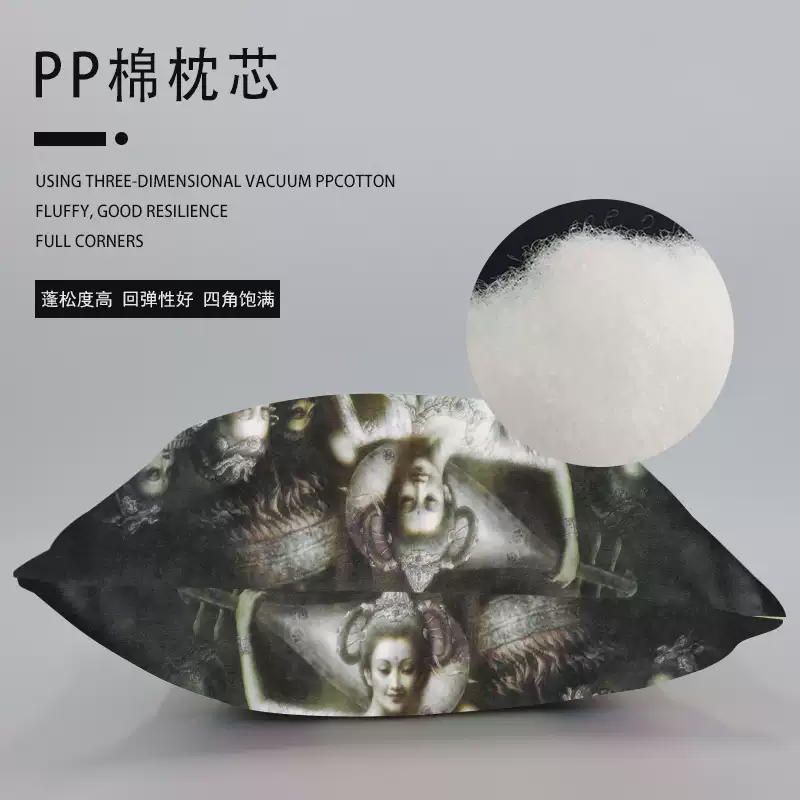 PP棉枕芯
USING THREE-DIMENSIONAL VACUUM PPCOTTON
FLUFFY, GOOD RESILIENCE
FULL CORNERS
蓬松度高 回弹性好 四角饱满